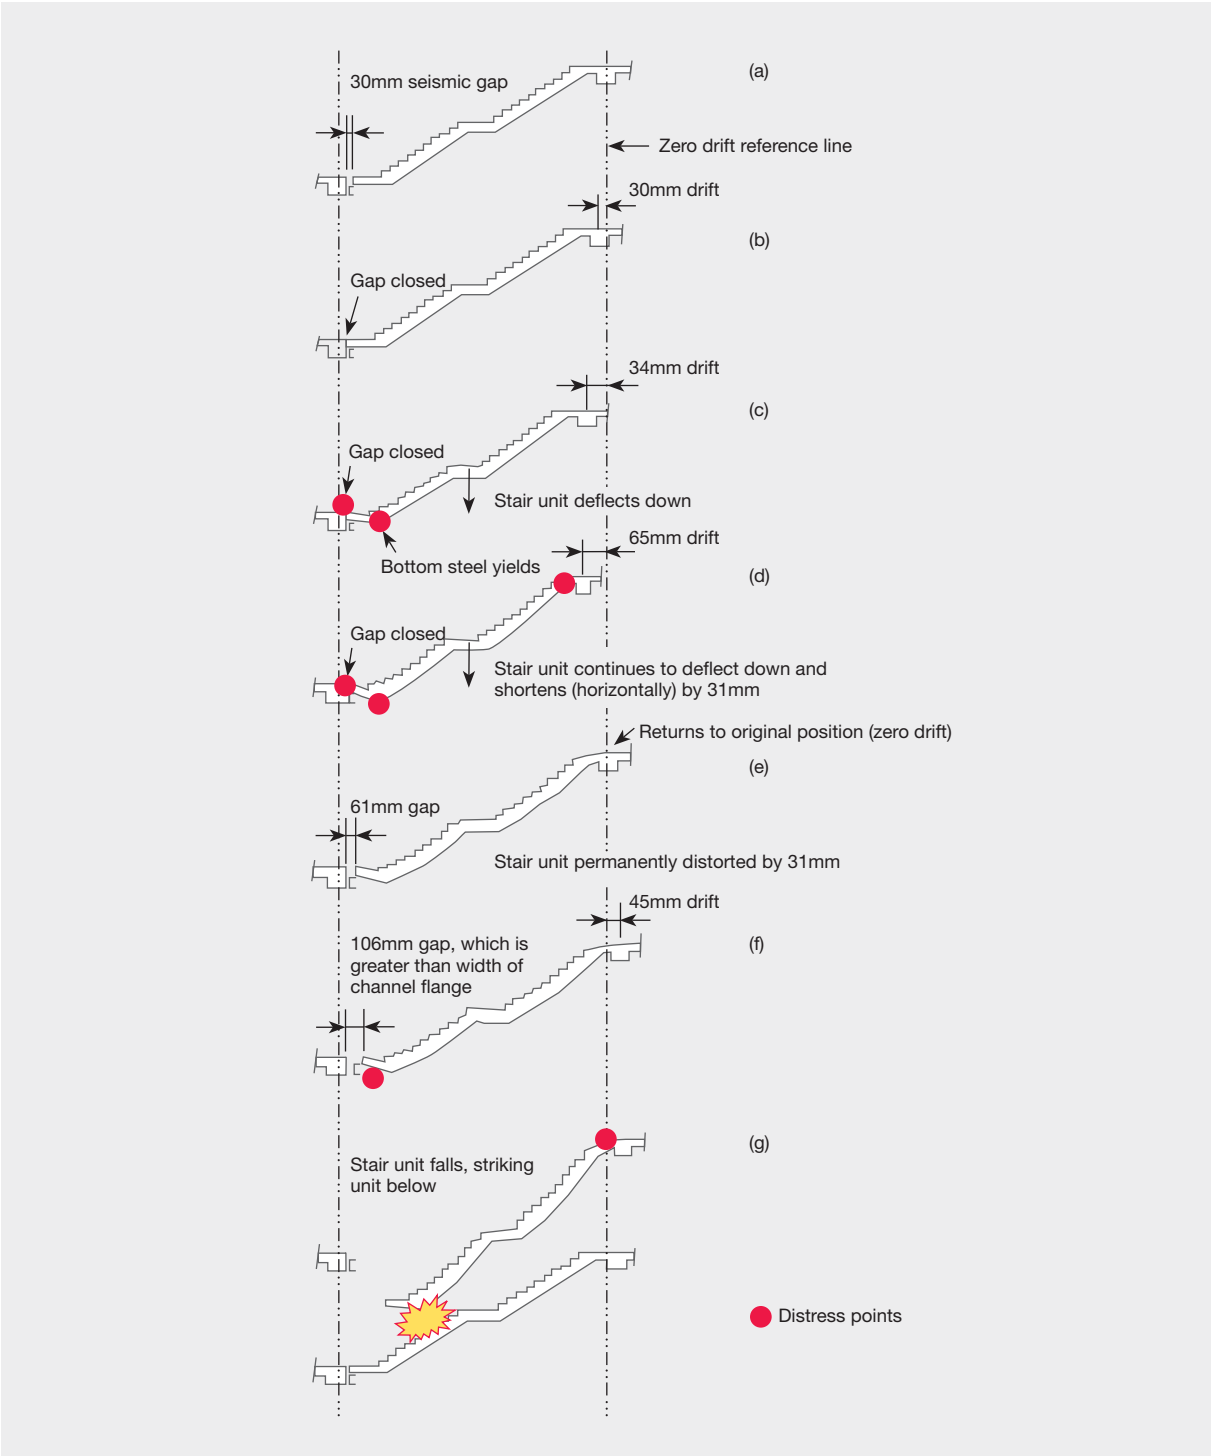 30mm seismic gap
(a)
Zero drift reference line
30mm drift
(b)
Gap closed
34mm drift
(c)
Gap closed
Stair unit deflects down
65mm drift
Bottom steel yields
(d)
Gap closed
Stair unit continues to deflect down and
shortens (horizontally) by 31mm
Returns to original position (zero drift)
(e)
61mm gap
Stair unit permanently distorted by 31mm
45mm drift
106mm gap, which is
greater than width of
channel flange
(f)
(g)
Stair unit falls, striking
unit below
Distress points